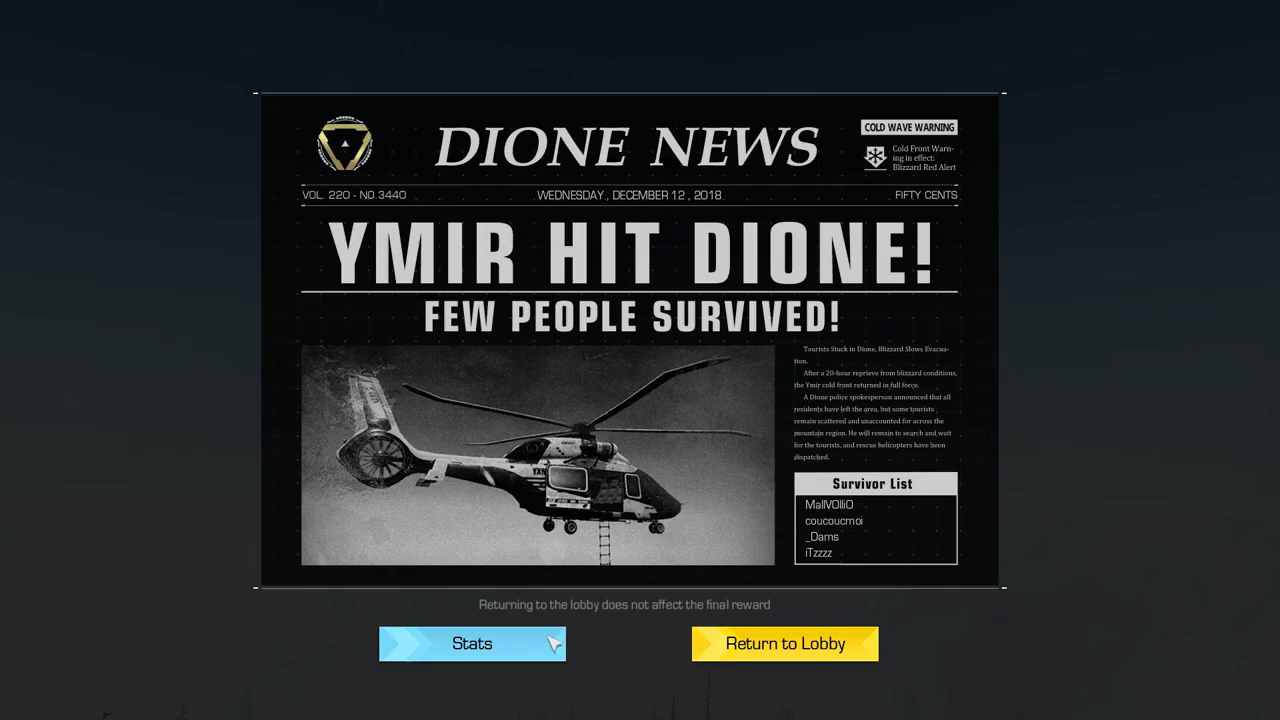 DIONE NEWS
COLD WAVE WARNING
Cold Front Warn-
ing in effect:
Blizzard Red Alert
VOL. 220 - NO.3440
WEDNESDAY , DECEMBER 12 , 2018
FIFTY CENTS
YMIR HIT DIONE!
FEW PEOPLE SURVIVED!
YXN
Tourists Stuck in Dione, Blizzard Slows Evacua-
tion.
After a 20-hour reprieve from blizzard conditions,
the Ymir cold front returned in full force.
A Dione police spokesperson announced that all
residents have left the area, but some tourists
remain scattered and unaccounted for across the
mountain region. He will remain to search and wait
for the tourists, and rescue helicopters have been
dispatched.
Survivor List
coucoucmoi
_Dams
iTzzzz
Returning to the lobby does not affect the final reward
Stats
Return to Lobby